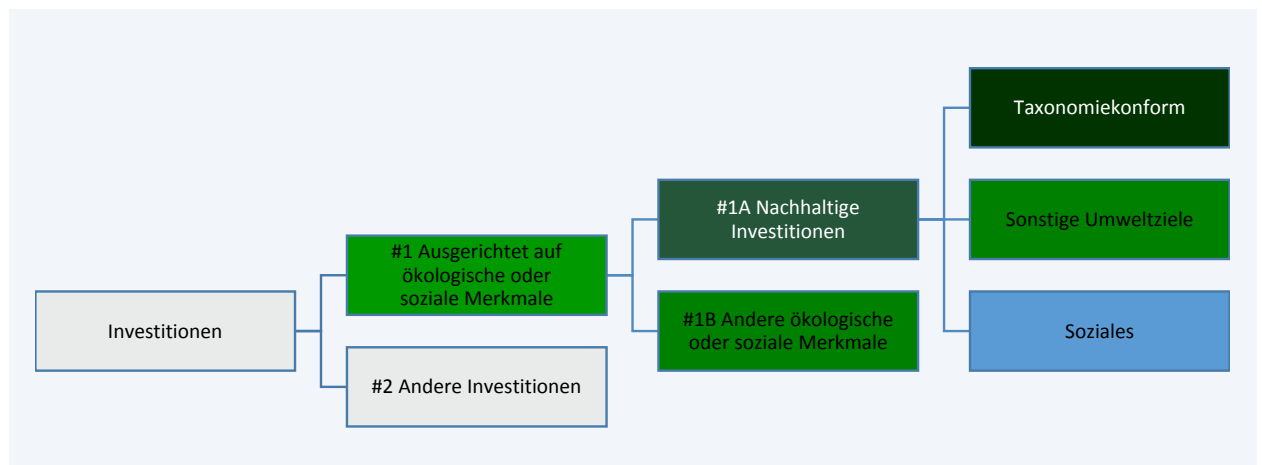 Investitionen
#1 Ausgerichtet auf
ökologische oder
soziale Merkmale
#2 Andere Investitionen
#1A Nachhaltige
Investitionen
#1B Andere ökologische
oder soziale Merkmale
Taxonomiekonform
Sonstige Umweltziele
Soziales